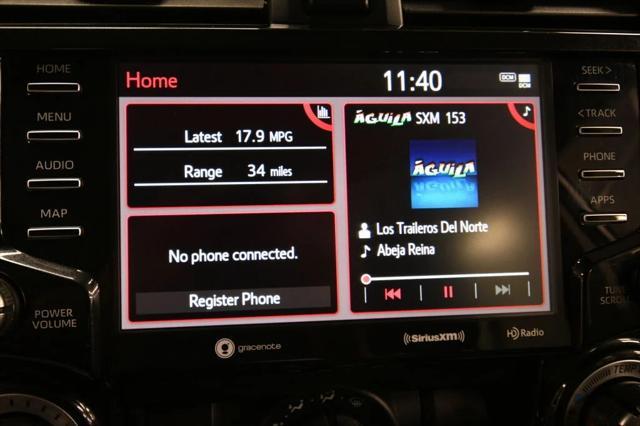 HOME
MENU
AUDIO
MAP
POWER
VOLUME
Home
11:40
DCM
DCM
Latest 17.9 MPG
Range 34 miles
No phone connected.
Register Phone
ÁGUILA SXM 153
ÁGUILA
Los Traileros Del Norte
Abeja Reina
gracenote
SiriusXM
HD Radio
SEEK >
< TRACK
PHONE
APPS
TUNE
SCROLL